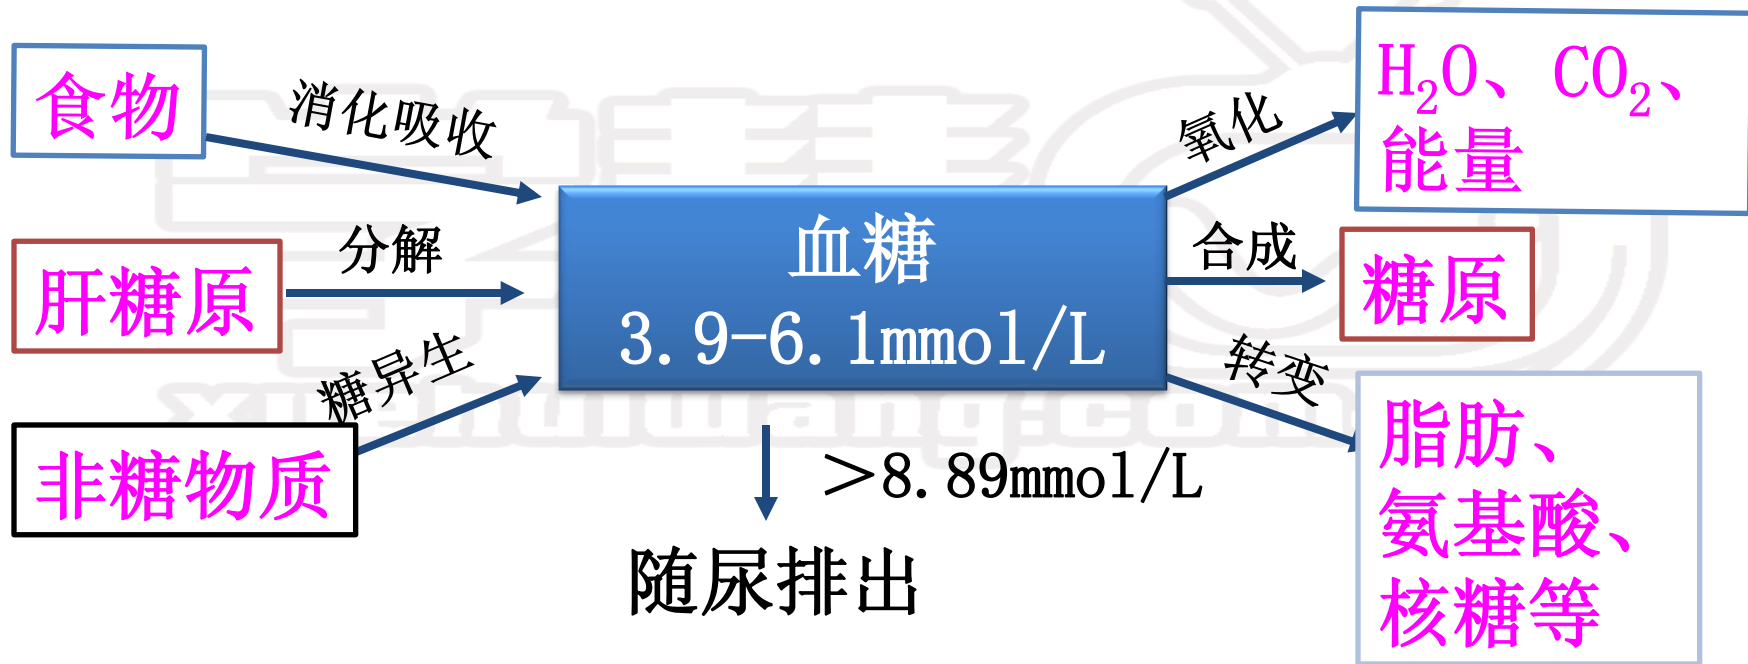 食物
消化吸收
肝糖原
分解
非糖物质
糖异生
血糖
3.9-6.1mmol/L
>8.89mmol/L
随尿排出
氧化
H₂O、CO₂、
能量
合成
糖原
转变
脂肪、
氨基酸、
核糖等